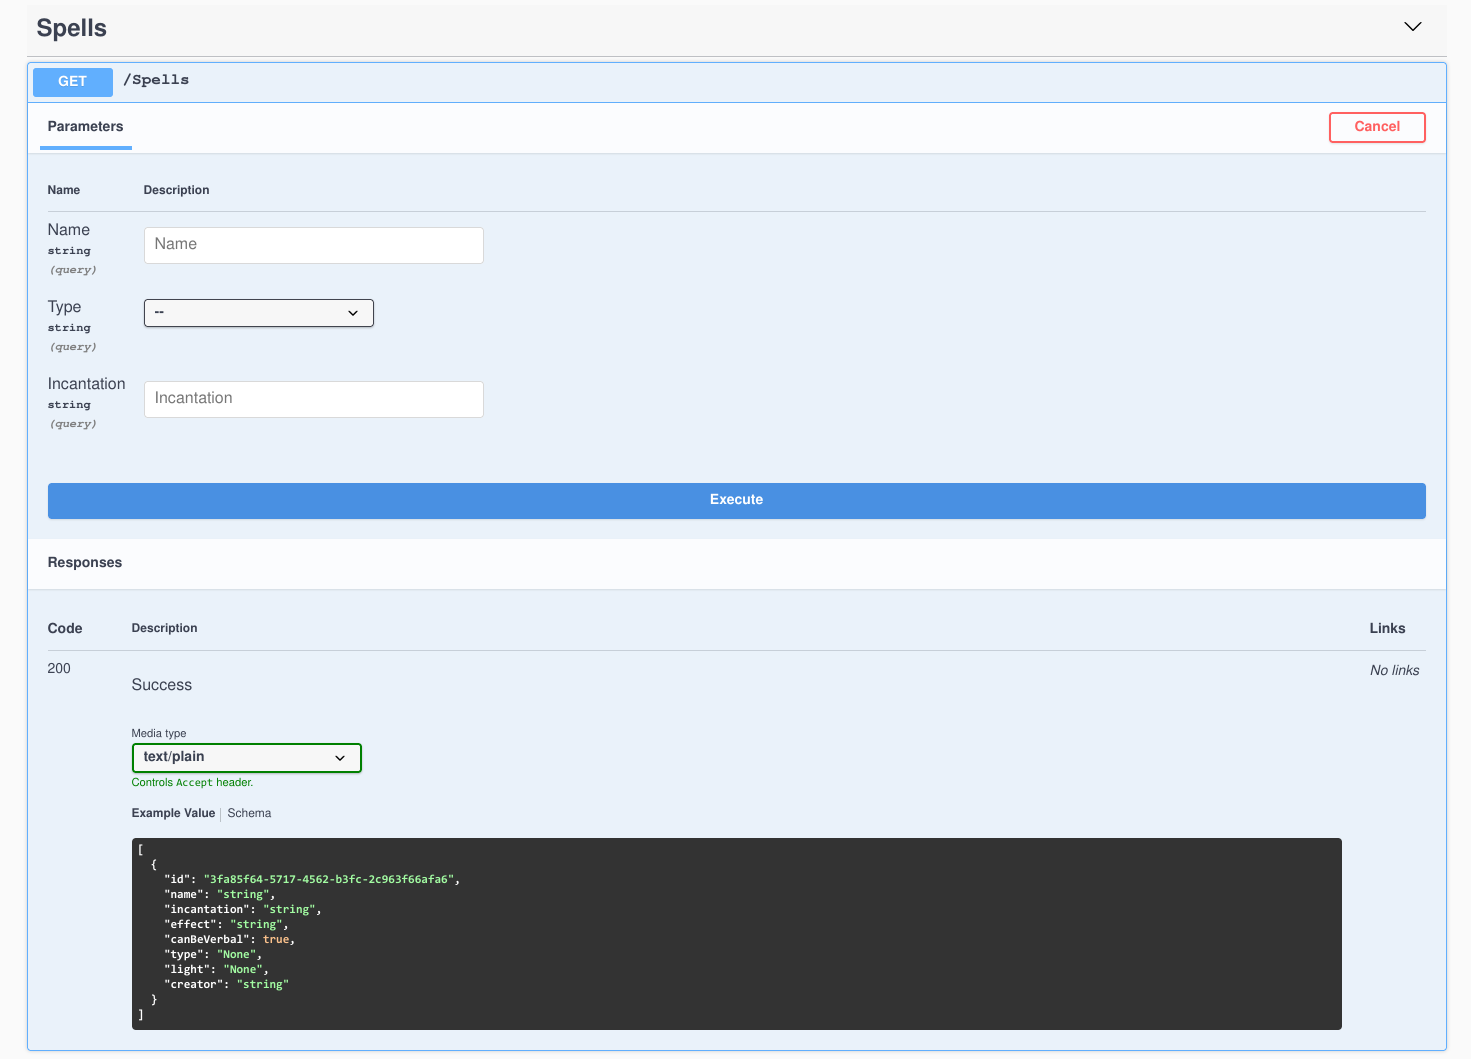 Spells
GET /Spells
Parameters
Cancel
Name Description
Name
string
(query)
Name
Type
string
(query)
--
Incantation
string
(query)
Incantation
Execute
Responses
Code Description Links
200
Success
No links
Media type
text/plain
Controls Accept header.
Example Value Schema
[
  {
    "id": "3fa85f64-5717-4562-b3fc-2c963f66afa6",
    "name": "string",
    "incantation": "string",
    "effect": "string",
    "canBeVerbal": true,
    "type": "None",
    "light": "None",
    "creator": "string"
  }
]